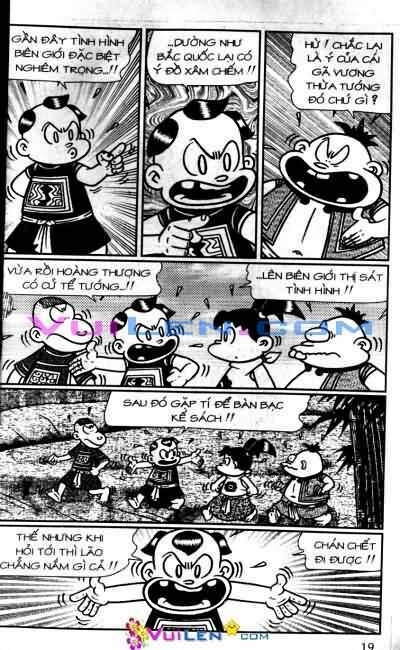 GẦN ĐÂY TÌNH HÌNH
BIÊN GIỚI ĐẶC BIỆT
NGHIÊM TRỌNG..!!
..DƯỜNG NHƯ
BẮC QUỐC LẠI CÓ
Ý ĐỒ XÂM CHIẾM!!
HỪ! CHẮC LẠI
LÀ Ý CỦA CÁI
GÃ VƯƠNG
THỪA TƯỚNG
ĐÓ CHỨ GÌ?
VỪA RỒI HOÀNG THƯỢNG
CÓ CỬ TỂ TƯỚNG..!!
..LÊN BIÊN GIỚI THỊ SÁT
TÌNH HÌNH!!
VUILEN.COM
SAU ĐÓ GẶP TÍ ĐỂ BÀN BẠC
KẾ SÁCH!!
THẾ NHƯNG KHI
HỎI TỚI THÌ LÃO
CHẲNG NẮM GÌ CẢ!!
CHÁN CHẾT
ĐI ĐƯỢC!!
VUILEN.COM
19